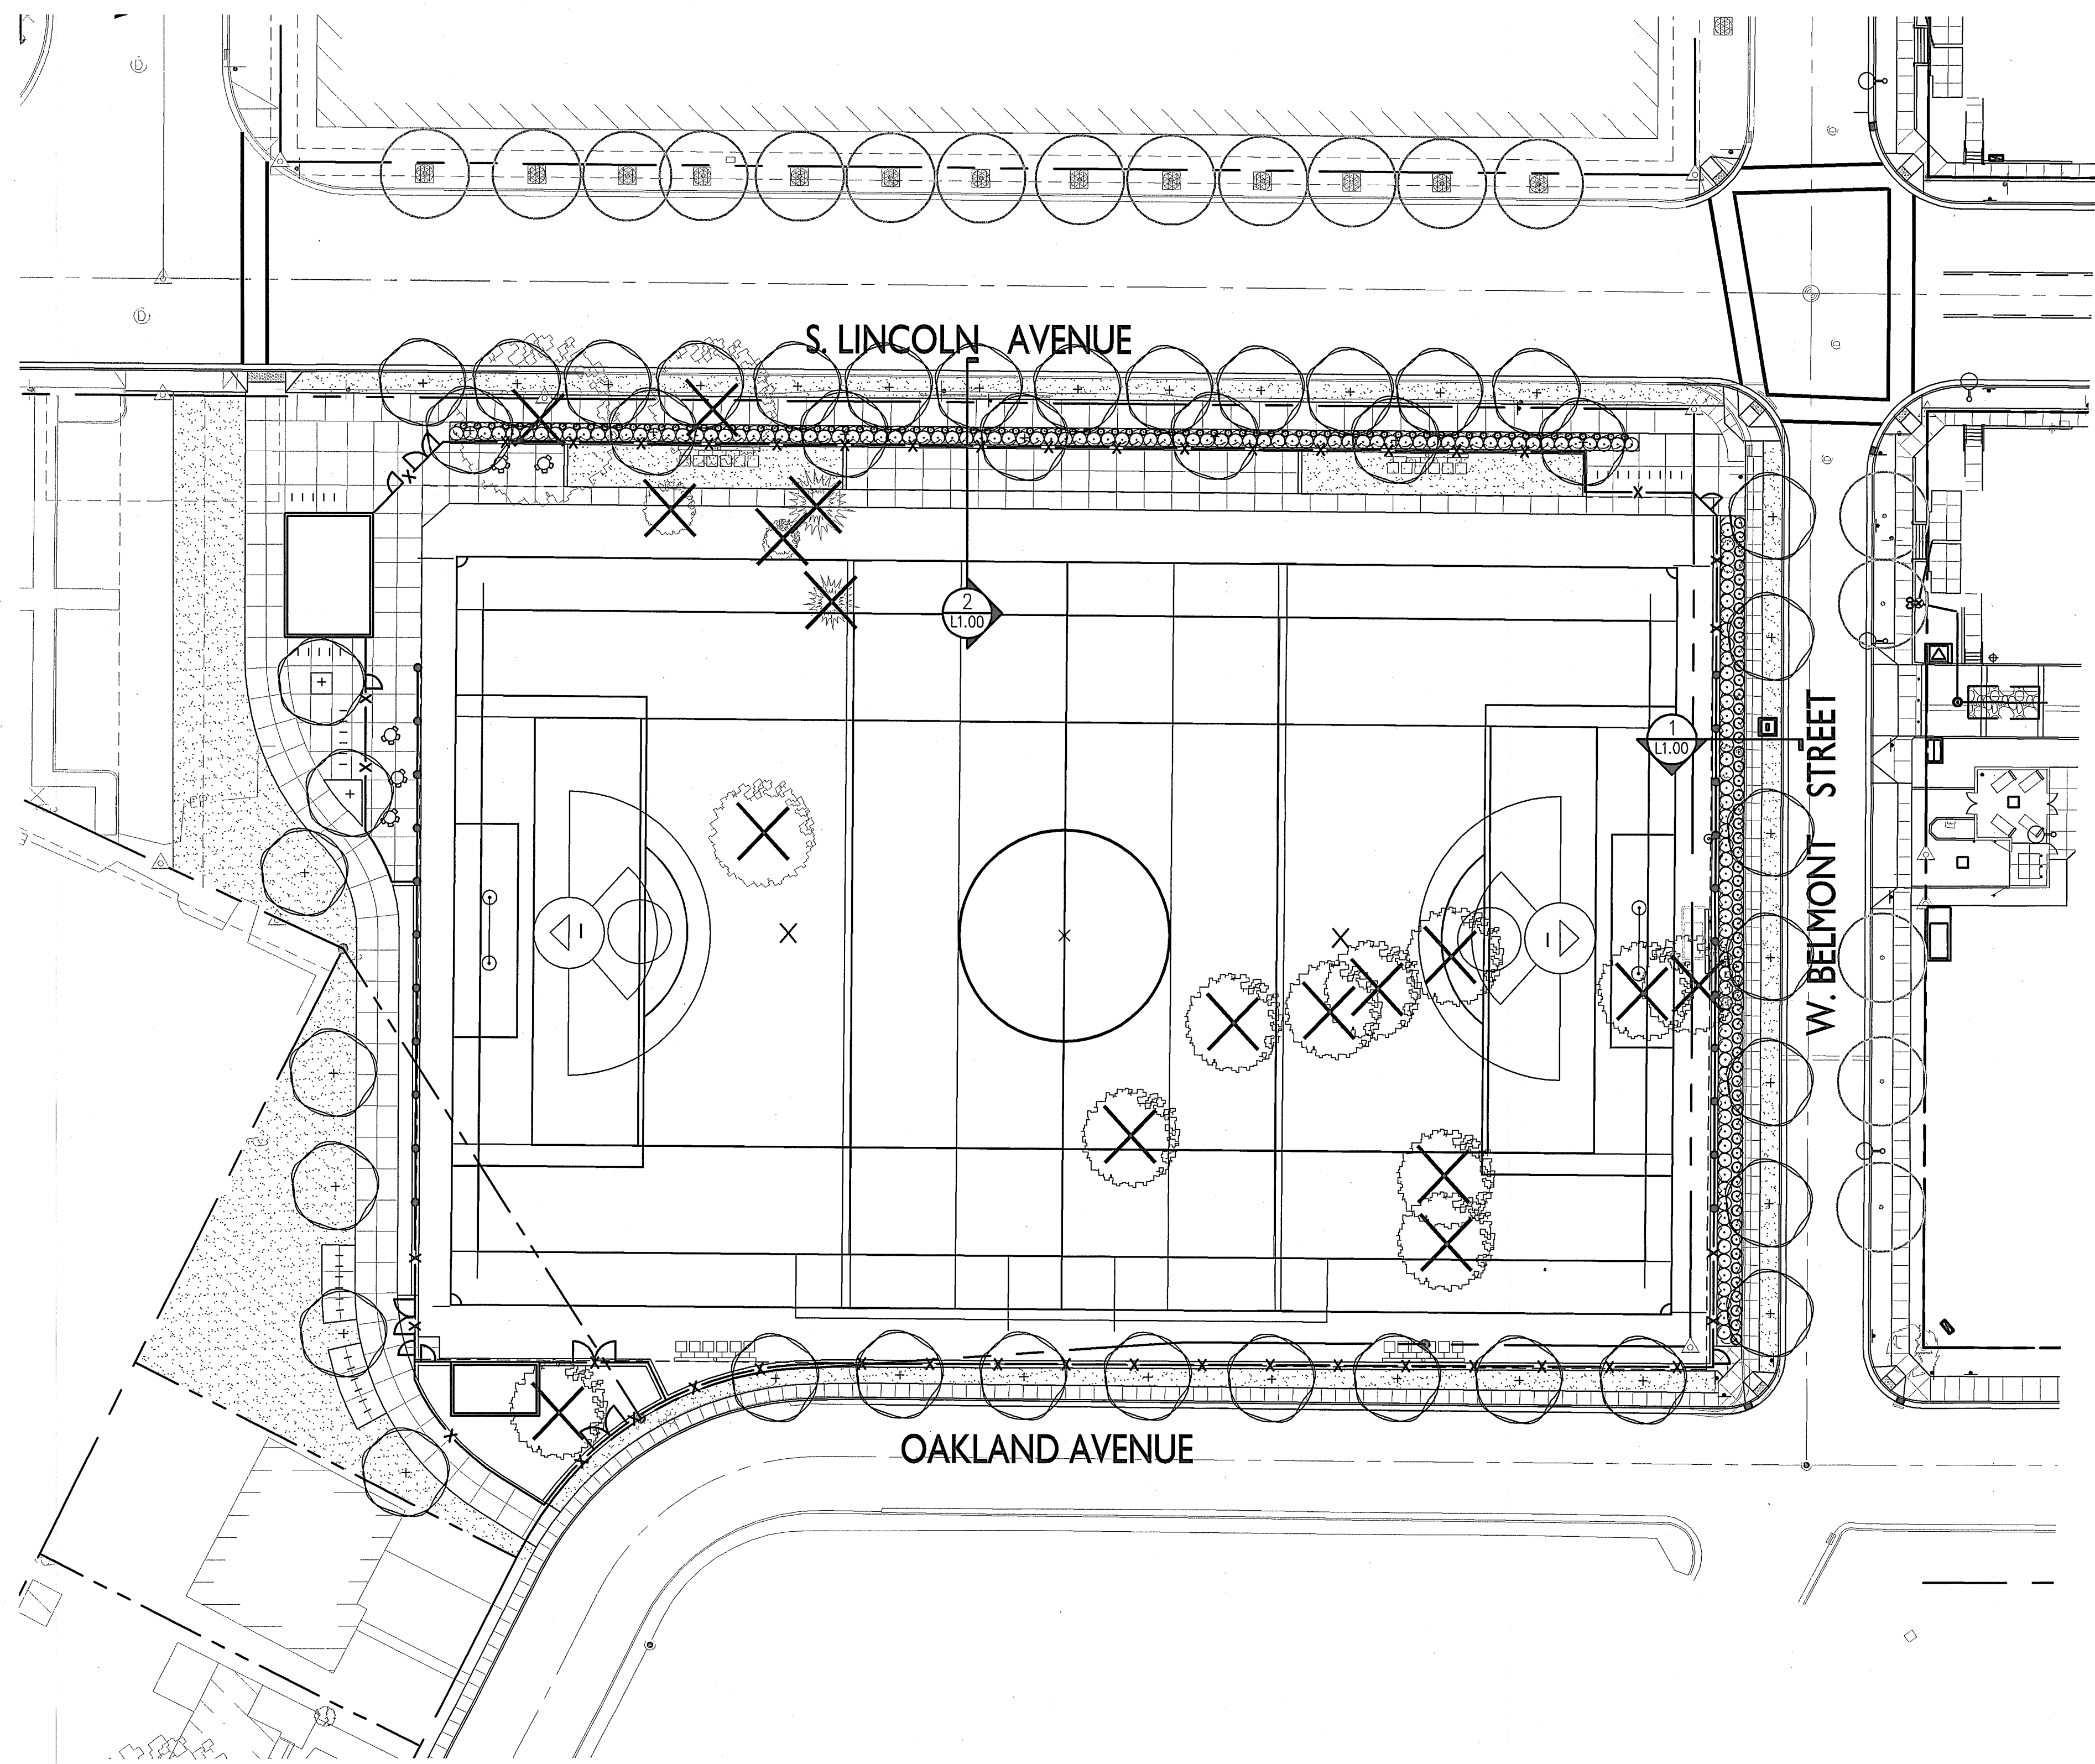 D
D
S. LINCOLN AVENUE
2
L1.00
1
L1.00
W. BELMONT STREET
OAKLAND AVENUE